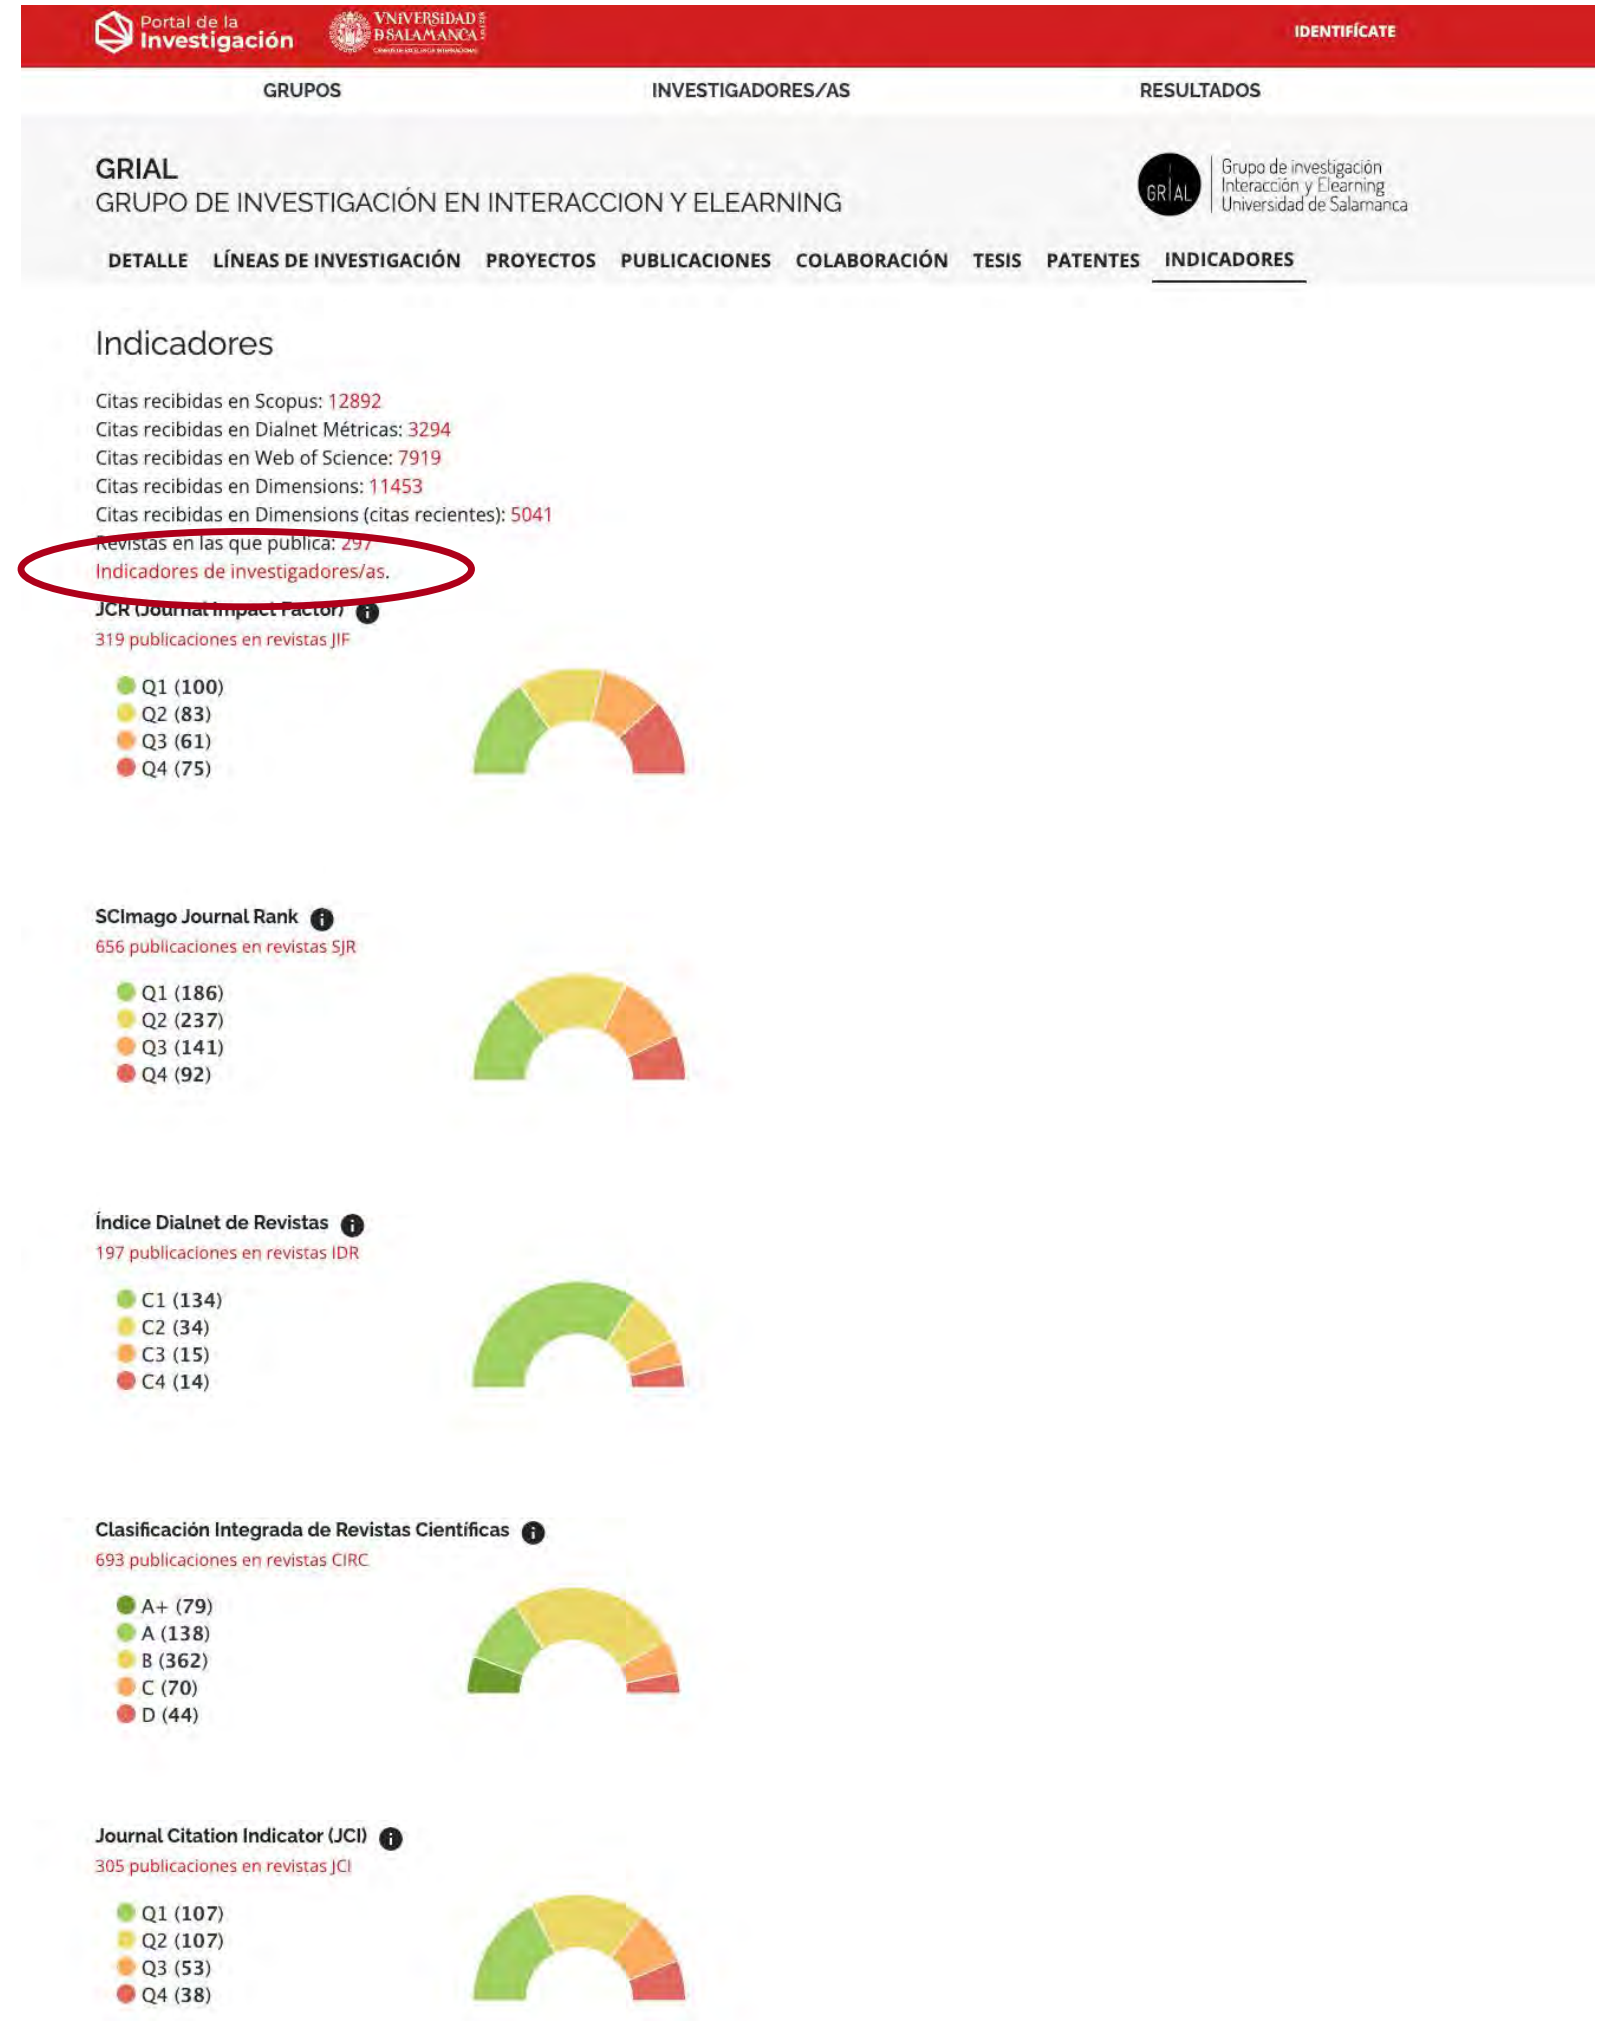 Portal de la
Investigación
VNiVERSiDAD
D SALAMANCA
IDENTIFÍCATE
GRUPOS
INVESTIGADORES/AS
RESULTADOS
GRIAL
GRUPO DE INVESTIGACIÓN EN INTERACCION Y ELEARNING
GRIAL
Grupo de investigación
Interacción y Elearning
Universidad de Salamanca
DETALLE LÍNEAS DE INVESTIGACIÓN PROYECTOS PUBLICACIONES COLABORACIÓN TESIS PATENTES INDICADORES
Indicadores
Citas recibidas en Scopus: 12892
Citas recibidas en Dialnet Métricas: 3294
Citas recibidas en Web of Science: 7919
Citas recibidas en Dimensions: 11453
Citas recibidas en Dimensions (citas recientes): 5041
Revistas en las que publica: 297
Indicadores de investigadores/as.
JCR (Journal Impact Factor)
319 publicaciones en revistas JIF
Q1 (100)
Q2 (83)
Q3 (61)
Q4 (75)
SCImago Journal Rank
656 publicaciones en revistas SJR
Q1 (186)
Q2 (237)
Q3 (141)
Q4 (92)
Índice Dialnet de Revistas
197 publicaciones en revistas IDR
C1 (134)
C2 (34)
C3 (15)
C4 (14)
Clasificación Integrada de Revistas Científicas
693 publicaciones en revistas CIRC
A+ (79)
A (138)
B (362)
C (70)
D (44)
Journal Citation Indicator (JCI)
305 publicaciones en revistas JCI
Q1 (107)
Q2 (107)
Q3 (53)
Q4 (38)